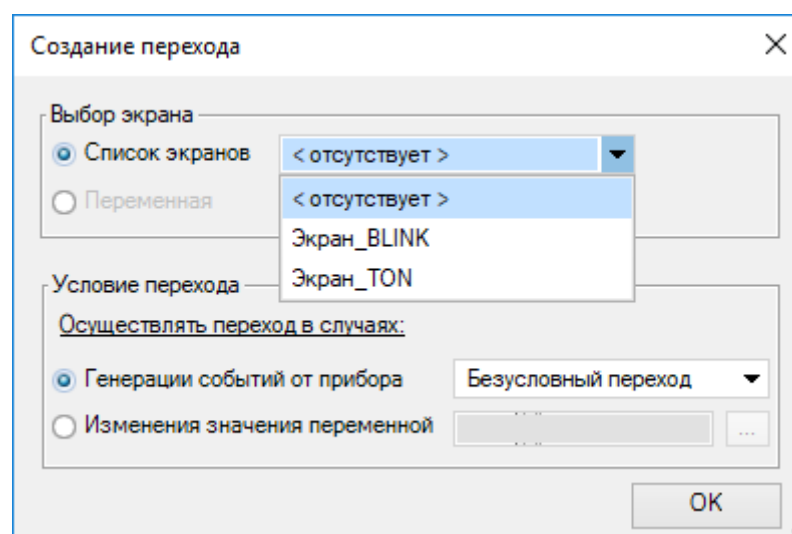 Создание перехода
Выбор экрана
Список экранов < отсутствует >
Переменная < отсутствует >
Экран_BLINK
Экран_TON
Условие перехода
Осуществлять переход в случаях:
Генерации событий от прибора Безусловный переход
Изменения значения переменной ...
OK